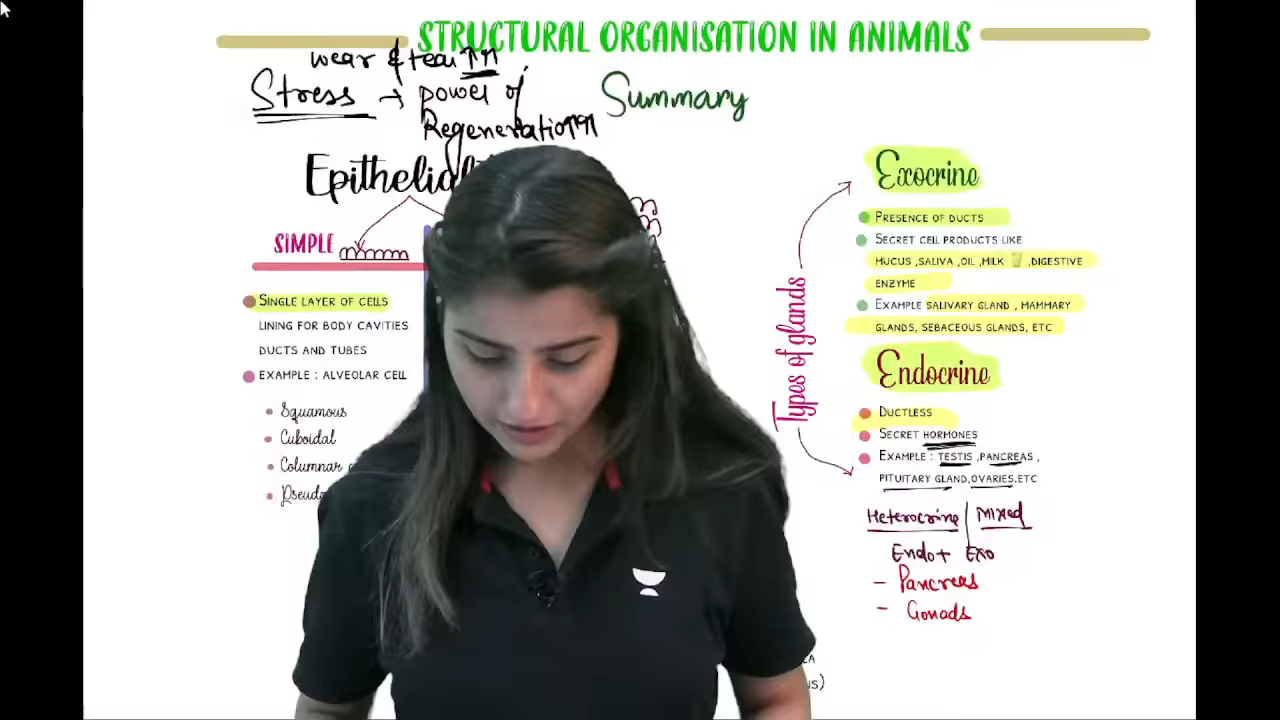 STRUCTURAL ORGANISATION IN ANIMALS
wear & tear ↑↑
Stress → power of
Regeneration↑↑
Summary
Epithelial
SIMPLE
SINGLE LAYER OF CELLS
LINING FOR BODY CAVITIES
DUCTS AND TUBES
EXAMPLE : ALVEOLAR CELL
Squamous
Cuboidal
Columnar
Types of glands
Exocrine
PRESENCE OF DUCTS
SECRET CELL PRODUCTS LIKE
MUCUS ,SALIVA ,OIL ,MILK 🥛 ,DIGESTIVE
ENZYME
EXAMPLE SALIVARY GLAND , MAMMARY
GLANDS, SEBACEOUS GLANDS, ETC
Endocrine
DUCTLESS
SECRET HORMONES
EXAMPLE : TESTIS ,PANCREAS ,
PITUITARY GLAND,OVARIES.ETC
Heterocrine | Mixed
Endo+ Exo
- Pancreas
- Gonads